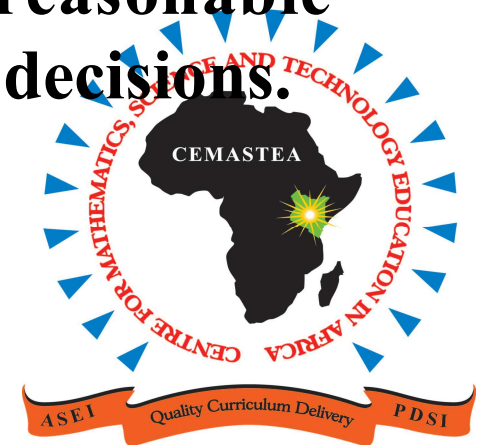 reasonable
decisions.
CENTRE FOR MATHEMATICS, SCIENCE AND TECHNOLOGY EDUCATION IN AFRICA
CEMASTEA
ASEI Quality Curriculum Delivery PDSI